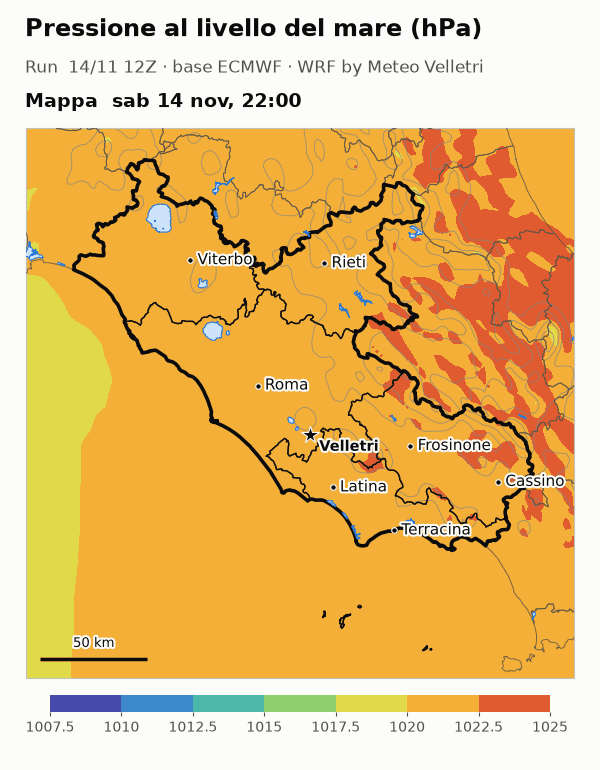 Pressione al livello del mare (hPa)
Run  14/11 12Z · base ECMWF · WRF by Meteo Velletri
Mappa  sab 14 nov, 22:00
Viterbo
Rieti
Roma
Velletri
Frosinone
Cassino
Latina
Terracina
50 km
1007.5 1010 1012.5 1015 1017.5 1020 1022.5 1025